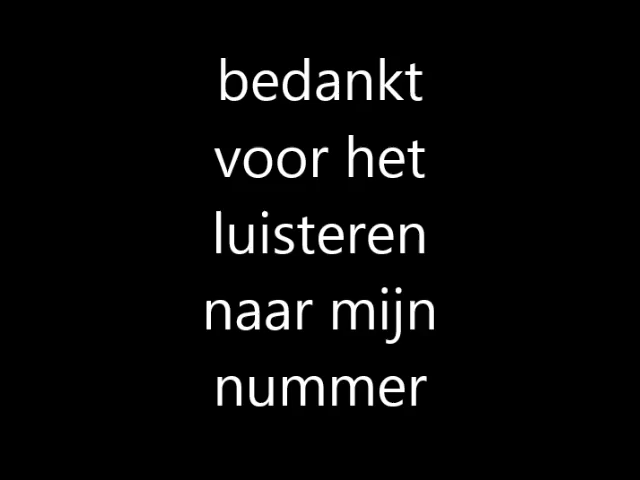 bedankt
voor het
luisteren
naar mijn
nummer